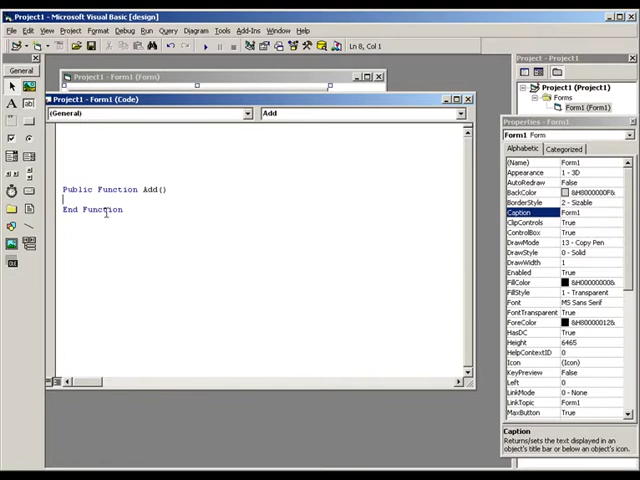 Project1 - Microsoft Visual Basic [design]
File Edit View Project Format Debug Run Query Diagram Tools Add-Ins Window Help
Ln 8, Col 1
General
Project1 - Form1 (Form)
Project1 - Form1 (Code)
(General) Add
Public Function Add()
End Function
Project - Project1
Project1 (Project1)
Forms
Form1 (Form1)
Properties - Form1
Form1 Form
Alphabetic Categorized
(Name) Form1
Appearance 1 - 3D
AutoRedraw False
BackColor &H8000000F&
BorderStyle 2 - Sizable
Caption Form1
ClipControls True
ControlBox True
DrawMode 13 - Copy Pen
DrawStyle 0 - Solid
DrawWidth 1
Enabled True
FillColor &H00000000&
FillStyle 1 - Transparent
Font MS Sans Serif
FontTransparent True
ForeColor &H80000012&
HasDC True
Height 6465
HelpContextID 0
Icon (Icon)
KeyPreview False
Left 0
LinkMode 0 - None
LinkTopic Form1
MaxButton True
Caption
Returns/sets the text displayed in an
object's title bar or below an object's icon.